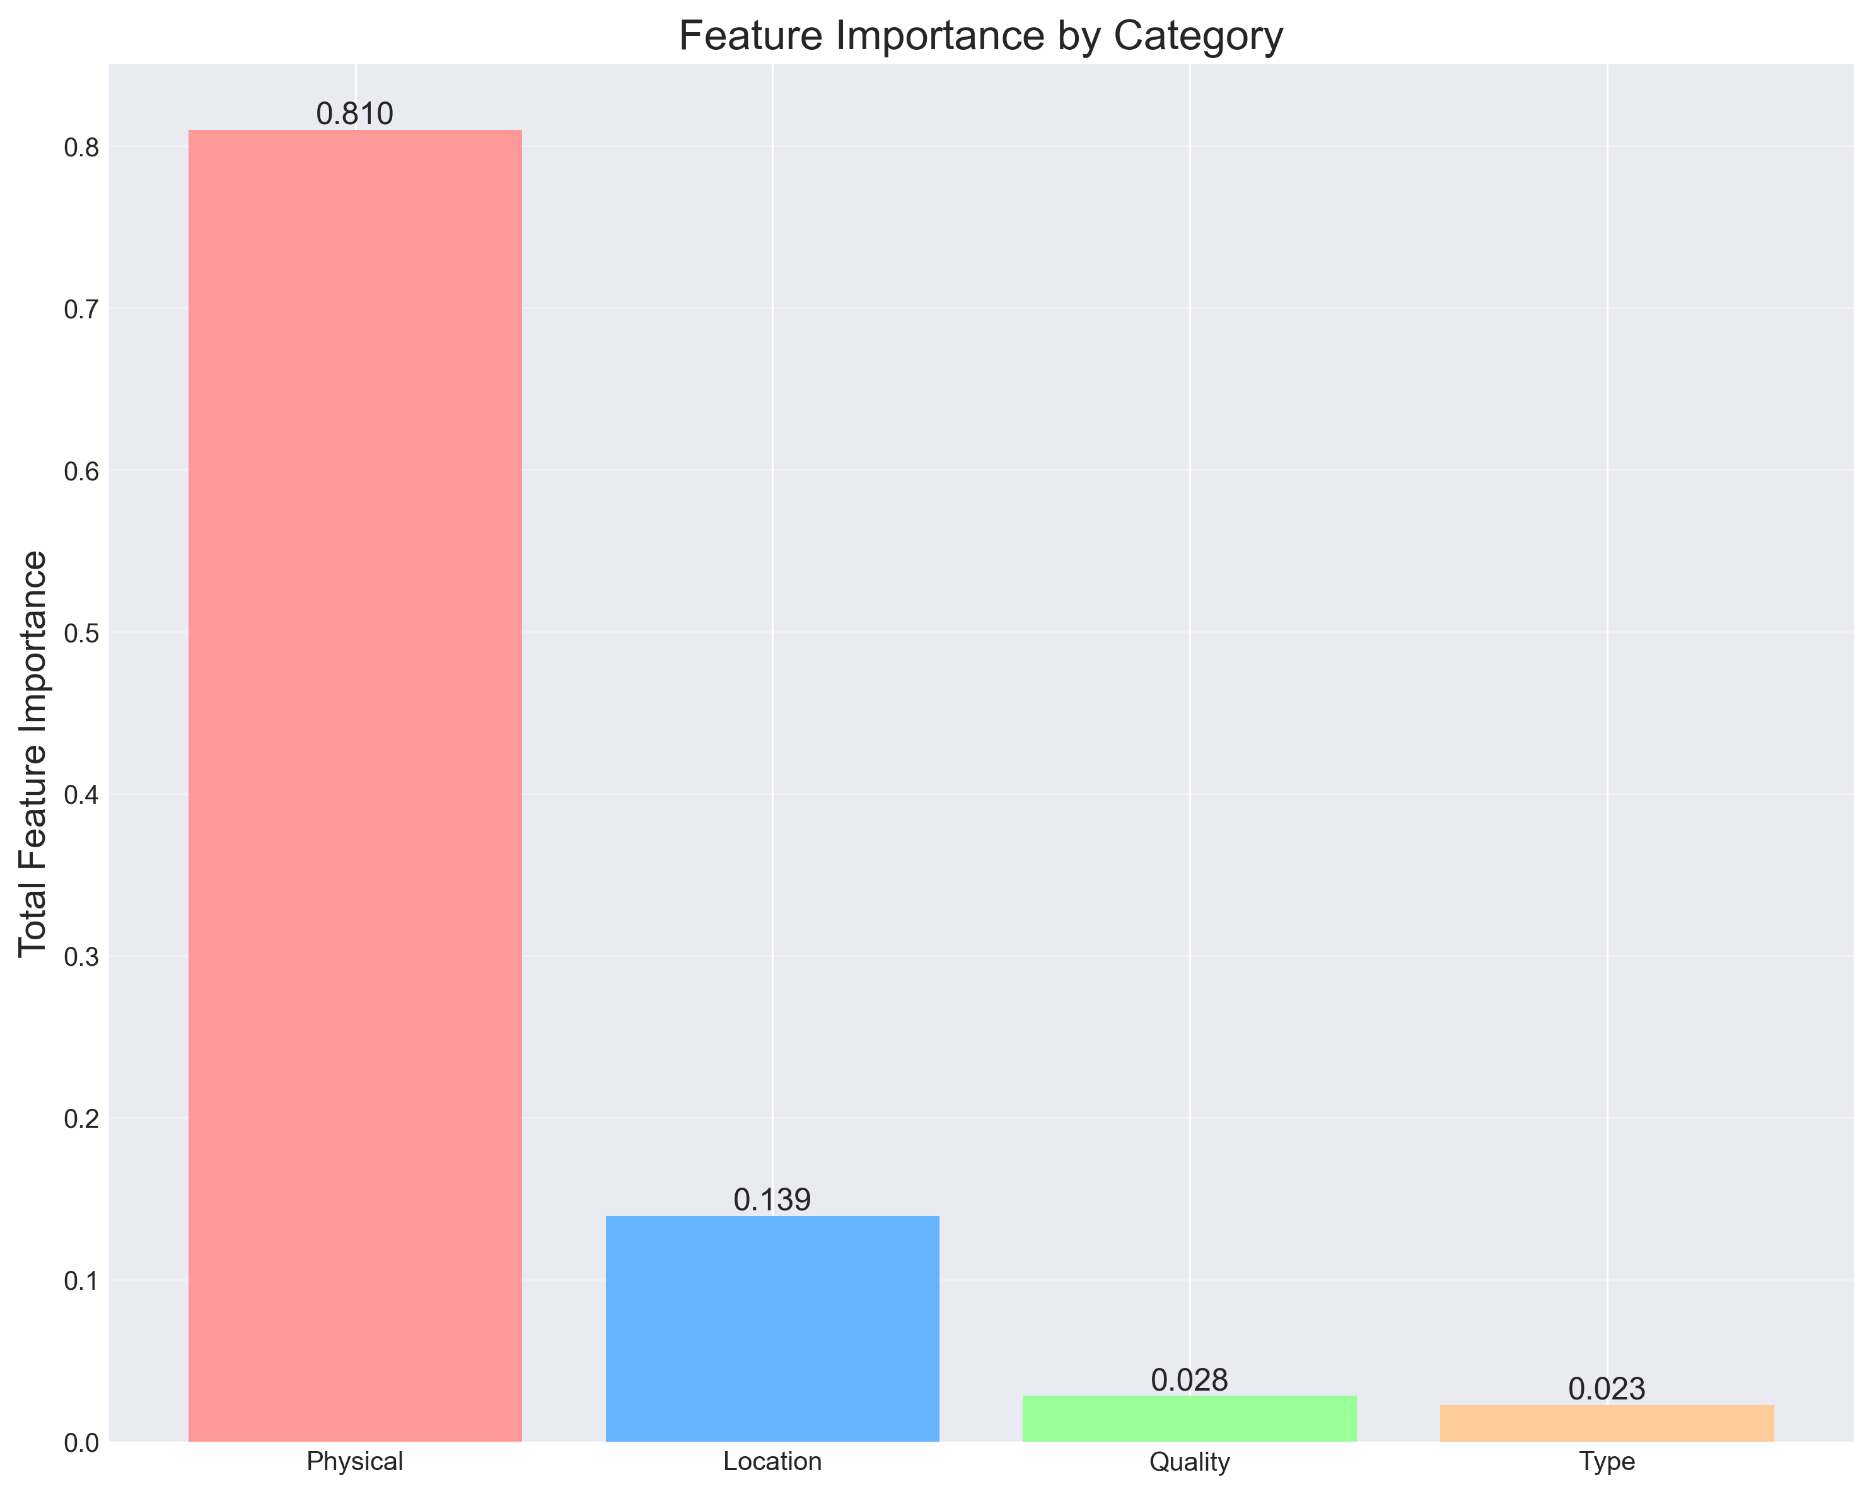 Feature Importance by Category
Total Feature Importance
0.8
0.7
0.6
0.5
0.4
0.3
0.2
0.1
0.0
0.810
0.139
0.028
0.023
Physical
Location
Quality
Type